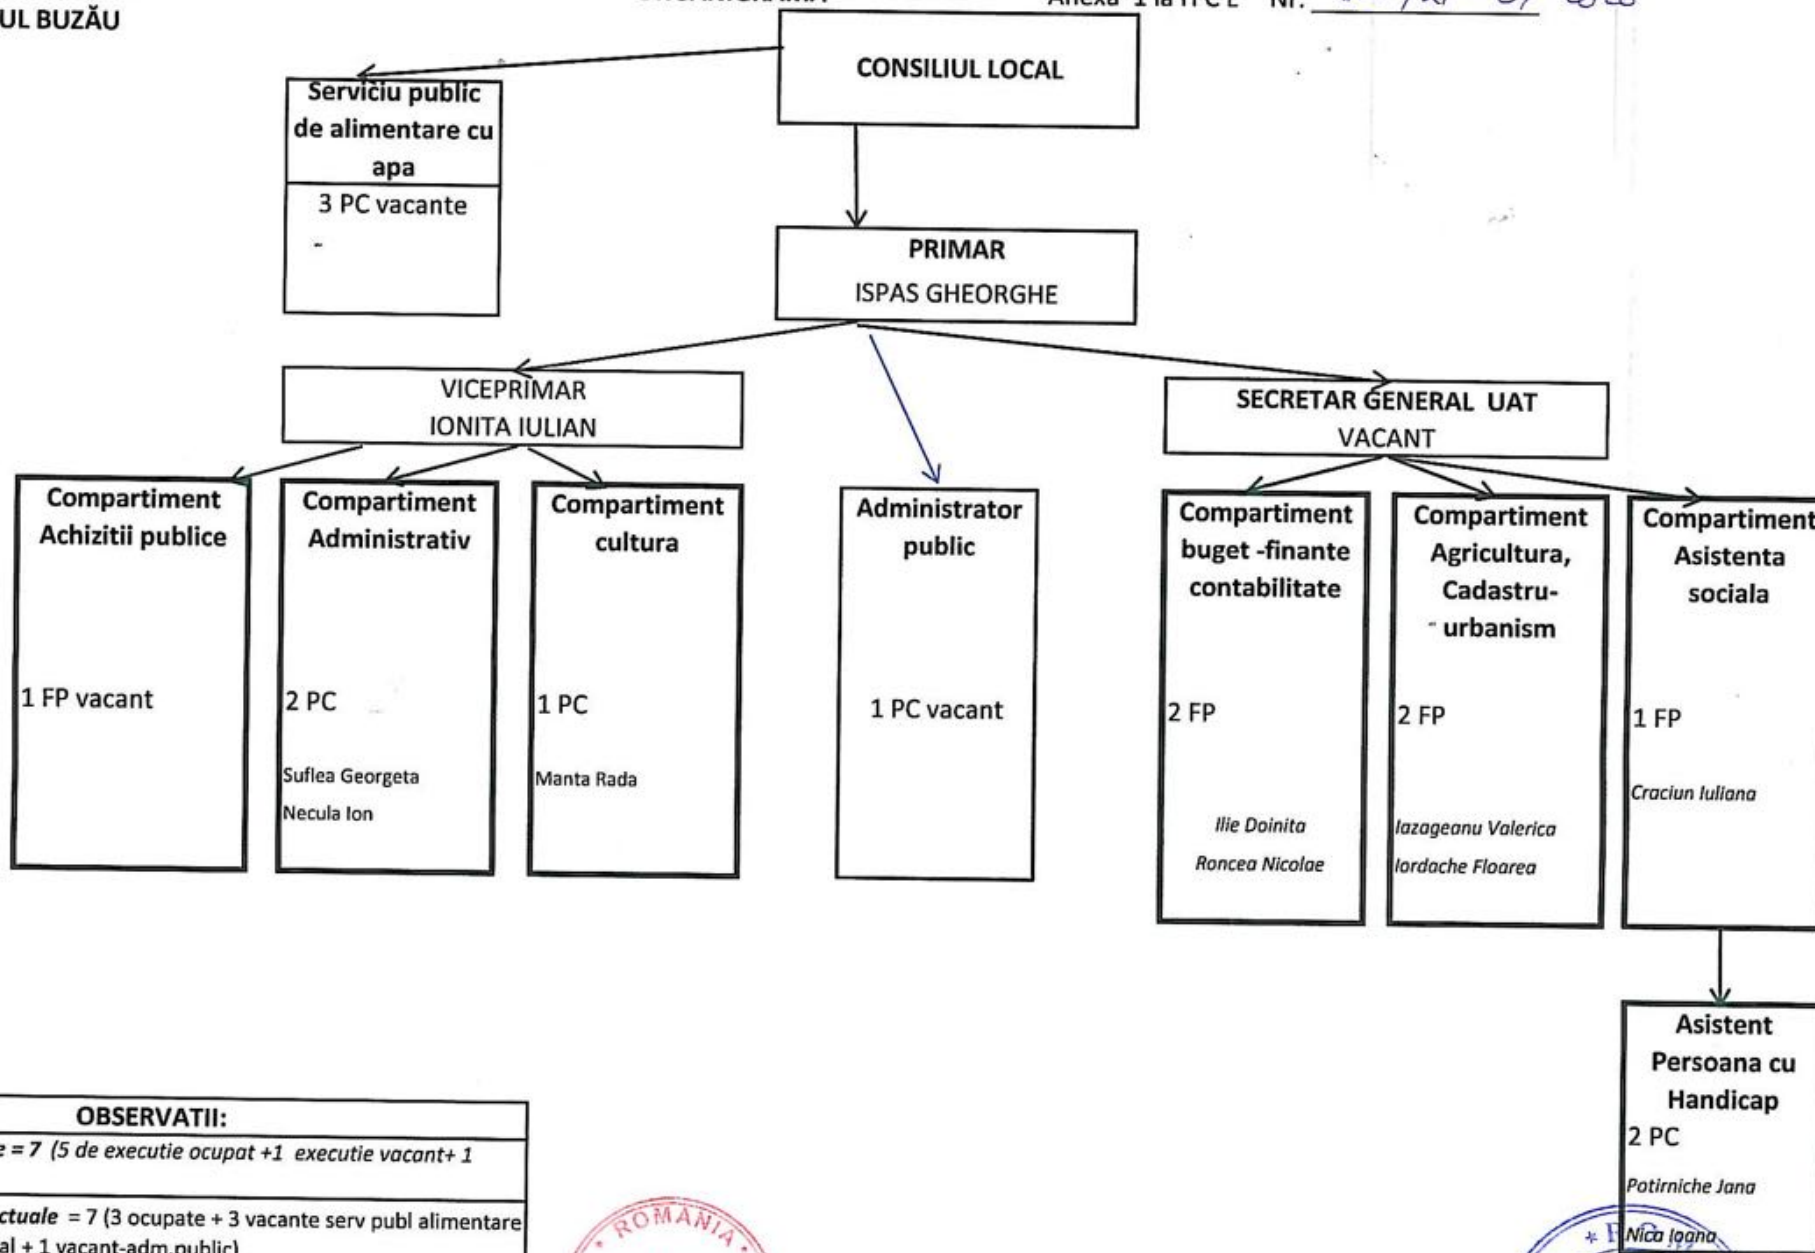 UL BUZĂU
Anexa 1 la H C L Nr.
CONSILIUL LOCAL
Serviciu public
de alimentare cu
apa
3 PC vacante
PRIMAR
ISPAS GHEORGHE
VICEPRIMAR
IONITA IULIAN
SECRETAR GENERAL UAT
VACANT
Compartiment
Achizitii publice
1 FP vacant
Compartiment
Administrativ
2 PC
Suflea Georgeta
Necula Ion
Compartiment
cultura
1 PC
Manta Rada
Administrator
public
1 PC vacant
Compartiment
buget -finante
contabilitate
2 FP
Ilie Doinita
Roncea Nicolae
Compartiment
Agricultura,
Cadastru-
urbanism
2 FP
Iazageanu Valerica
Iordache Floarea
Compartiment
Asistenta
sociala
1 FP
Craciun Iuliana
Asistent
Persoana cu
Handicap
2 PC
Potirniche Jana
Nica Ioana
OBSERVATII:
e = 7 (5 de executie ocupat +1 executie vacant+ 1
ctuale = 7 (3 ocupate + 3 vacante serv publ alimentare
al + 1 vacant-adm.public)
* ROMÂNIA *